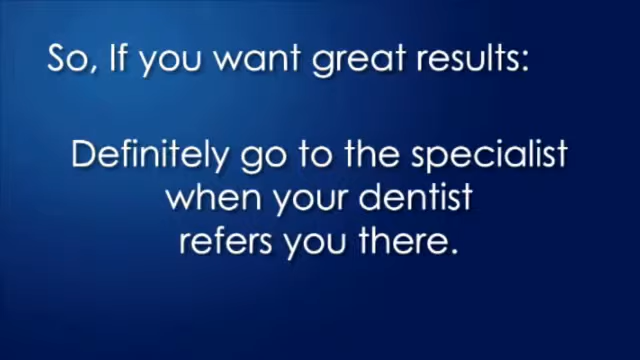 So, If you want great results:
Definitely go to the specialist
when your dentist
refers you there.